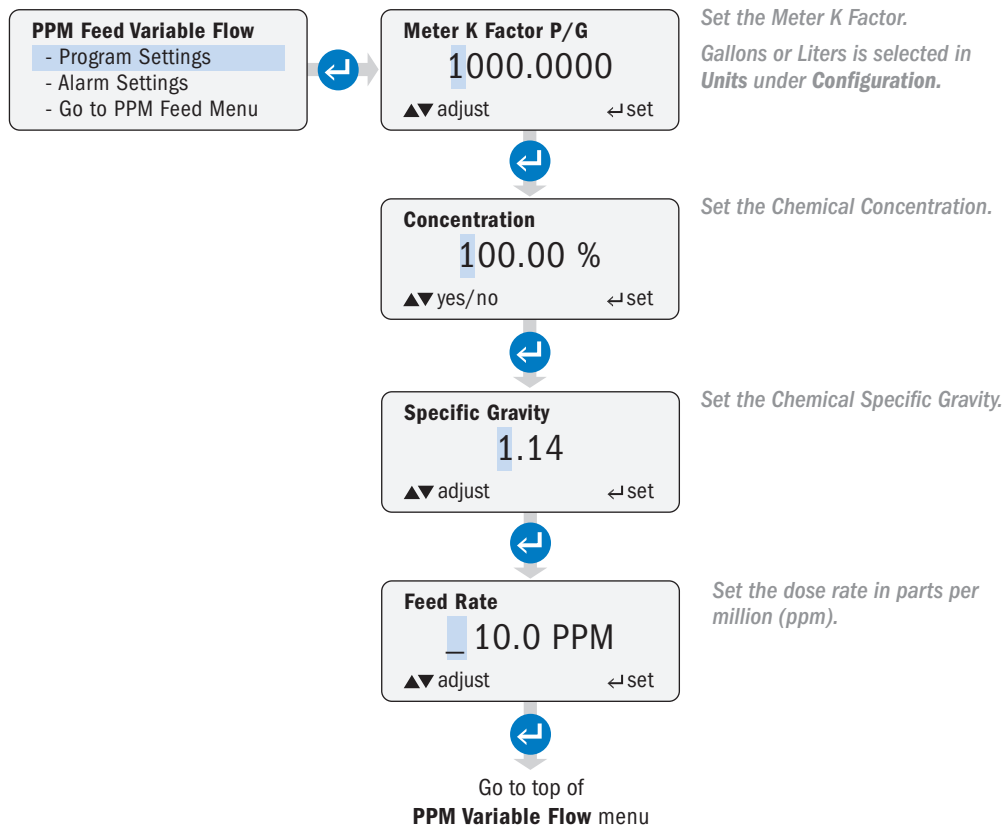 PPM Feed Variable Flow
- Program Settings
- Alarm Settings
- Go to PPM Feed Menu
Meter K Factor P/G
1000.0000
▲▼ adjust ↵ set
Set the Meter K Factor.
Gallons or Liters is selected in
Units under Configuration.
Concentration
100.00 %
▲▼ yes/no ↵ set
Set the Chemical Concentration.
Specific Gravity
1.14
▲▼ adjust ↵ set
Set the Chemical Specific Gravity.
Feed Rate
_ 10.0 PPM
▲▼ adjust ↵ set
Set the dose rate in parts per
million (ppm).
Go to top of
PPM Variable Flow menu